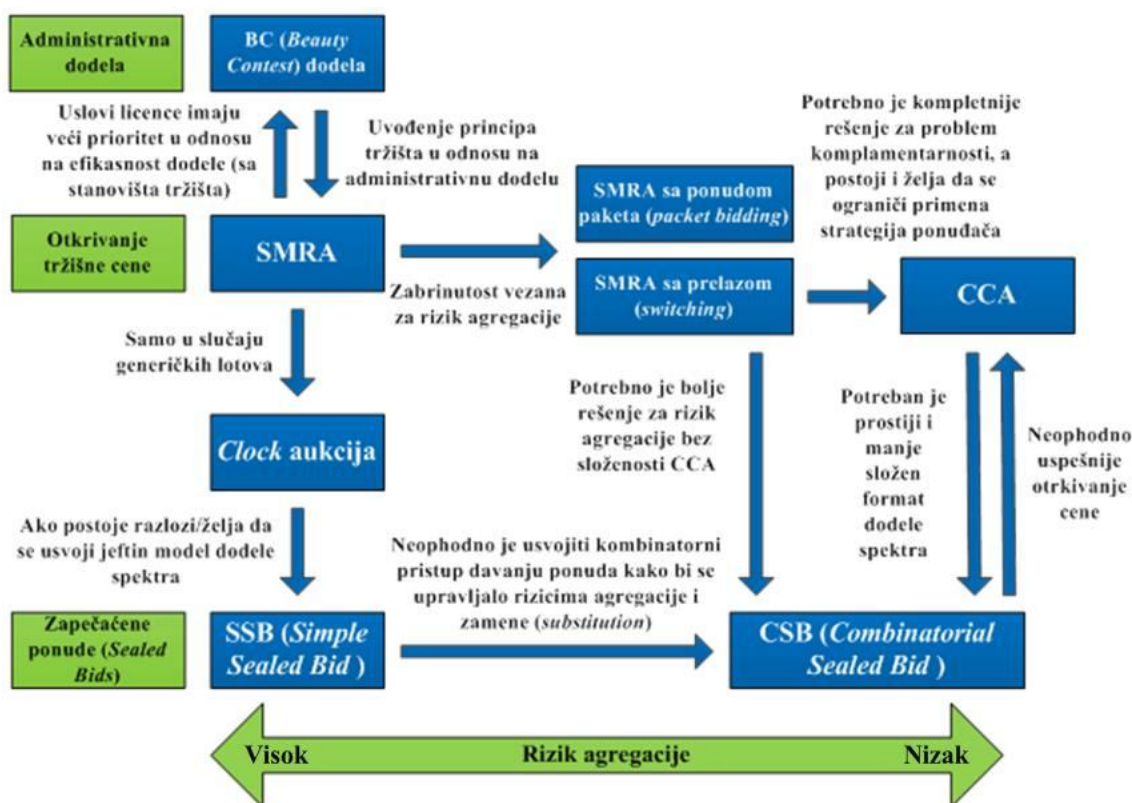 Administrativna
dodela
BC (Beauty
Contest) dodela
Uslovi licence imaju
veći prioritet u odnosu
na efikasnost dodele (sa
stanovišta tržišta)
Uvođenje principa
tržišta u odnosu na
administrativnu dodelu
Potrebno je kompletnije
rešenje za problem
komplamentarnosti, a
postoji i želja da se
ograniči primena
strategija ponuđača
Otkrivanje
tržišne cene
SMRA
SMRA sa ponudom
paketa (packet bidding)
SMRA sa prelazom
(switching)
CCA
Zabrinutost vezana
za rizik agregacije
Samo u slučaju
generičkih lotova
Clock aukcija
Potrebno je bolje
rešenje za rizik
agregacije bez
složenosti CCA
Potreban je
prostiji i
manje
složen
format
dodele
spektra
Neophodno
uspešnije
otrkivanje
cene
Ako postoje razlozi/želja da
se usvoji jeftin model dodele
spektra
Neophodno je usvojiti kombinatorni
pristup davanju ponuda kako bi se
upravljalo rizicima agregacije i
zamene (substitution)
Zapečaćene
ponude (Sealed
Bids)
SSB (Simple
Sealed Bid )
CSB (Combinatorial
Sealed Bid )
Visok
Rizik agregacije
Nizak